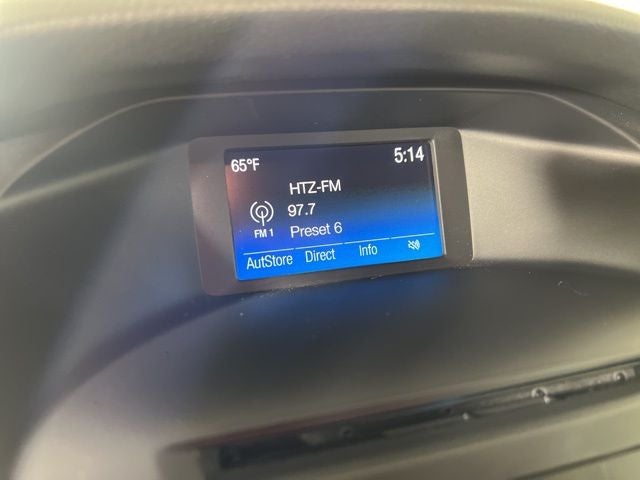 65°F 5:14
HTZ-FM
97.7
FM 1 Preset 6
AutStore Direct Info